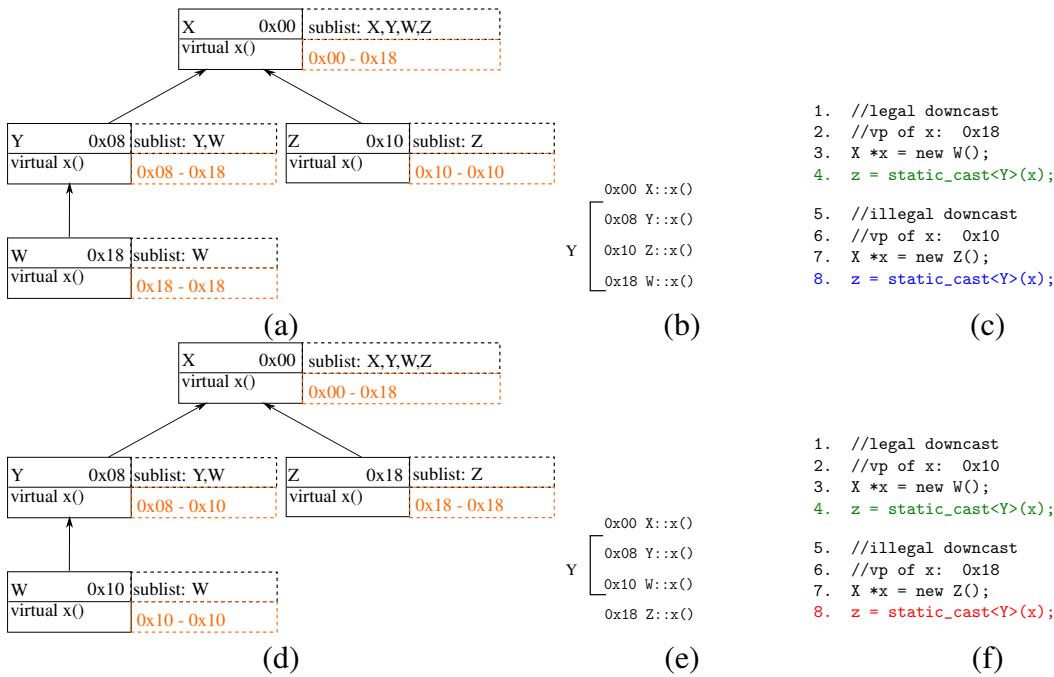 X 0x00 sublist: X,Y,W,Z
virtual x() 0x00 - 0x18
Y 0x08 sublist: Y,W
virtual x() 0x08 - 0x18
Z 0x10 sublist: Z
virtual x() 0x10 - 0x10
W 0x18 sublist: W
virtual x() 0x18 - 0x18
(a)
0x00 X::x()
0x08 Y::x()
Y
0x10 Z::x()
0x18 W::x()
(b)
1. //legal downcast
2. //vp of x: 0x18
3. X *x = new W();
4. z = static_cast<Y>(x);
5. //illegal downcast
6. //vp of x: 0x10
7. X *x = new Z();
8. z = static_cast<Y>(x);
(c)
X 0x00 sublist: X,Y,W,Z
virtual x() 0x00 - 0x18
Y 0x08 sublist: Y,W
virtual x() 0x08 - 0x10
Z 0x18 sublist: Z
virtual x() 0x18 - 0x18
W 0x10 sublist: W
virtual x() 0x10 - 0x10
(d)
0x00 X::x()
0x08 Y::x()
Y
0x10 W::x()
0x18 Z::x()
(e)
1. //legal downcast
2. //vp of x: 0x10
3. X *x = new W();
4. z = static_cast<Y>(x);
5. //illegal downcast
6. //vp of x: 0x18
7. X *x = new Z();
8. z = static_cast<Y>(x);
(f)